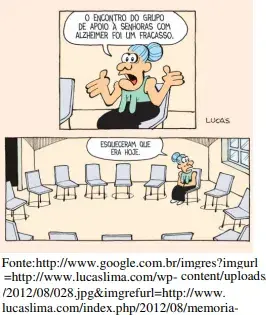 O ENCONTRO DO GRUPO
DE APOIO À SENHORAS COM
ALZHEIMER FOI UM FRACASSO.
LUCAS
ESQUECERAM QUE
ERA HOJE.
Fonte:http://www.google.com.br/imgres?imgurl
=http://www.lucaslima.com/wp- content/uploads
/2012/08/028.jpg&imgrefurl=http://www.
lucaslima.com/index.php/2012/08/memoria-